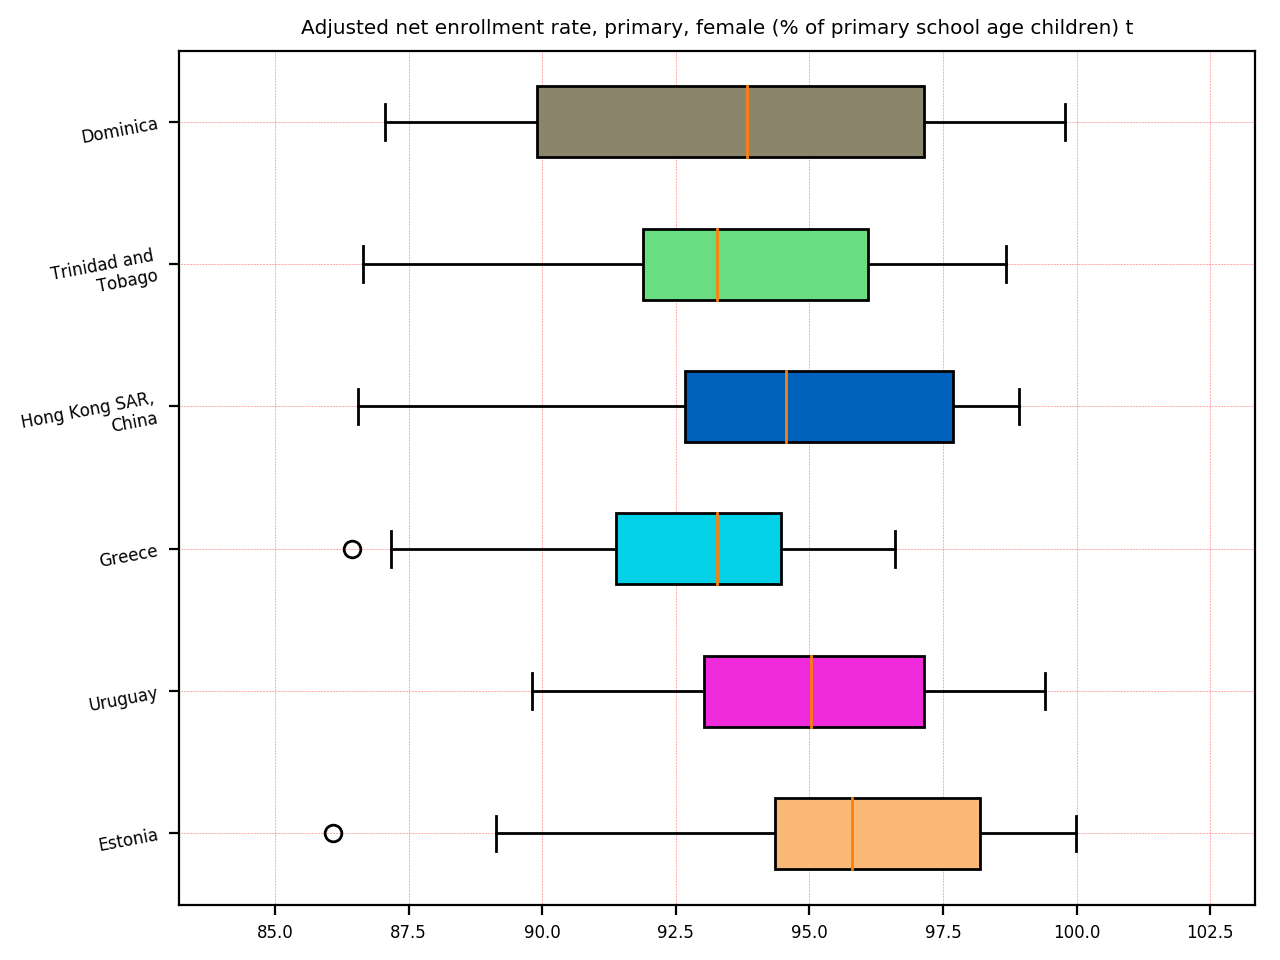 Adjusted net enrollment rate, primary, female (% of primary school age children) t
Dominica
Trinidad and
Tobago
Hong Kong SAR,
China
Greece
Uruguay
Estonia
85.0 87.5 90.0 92.5 95.0 97.5 100.0 102.5